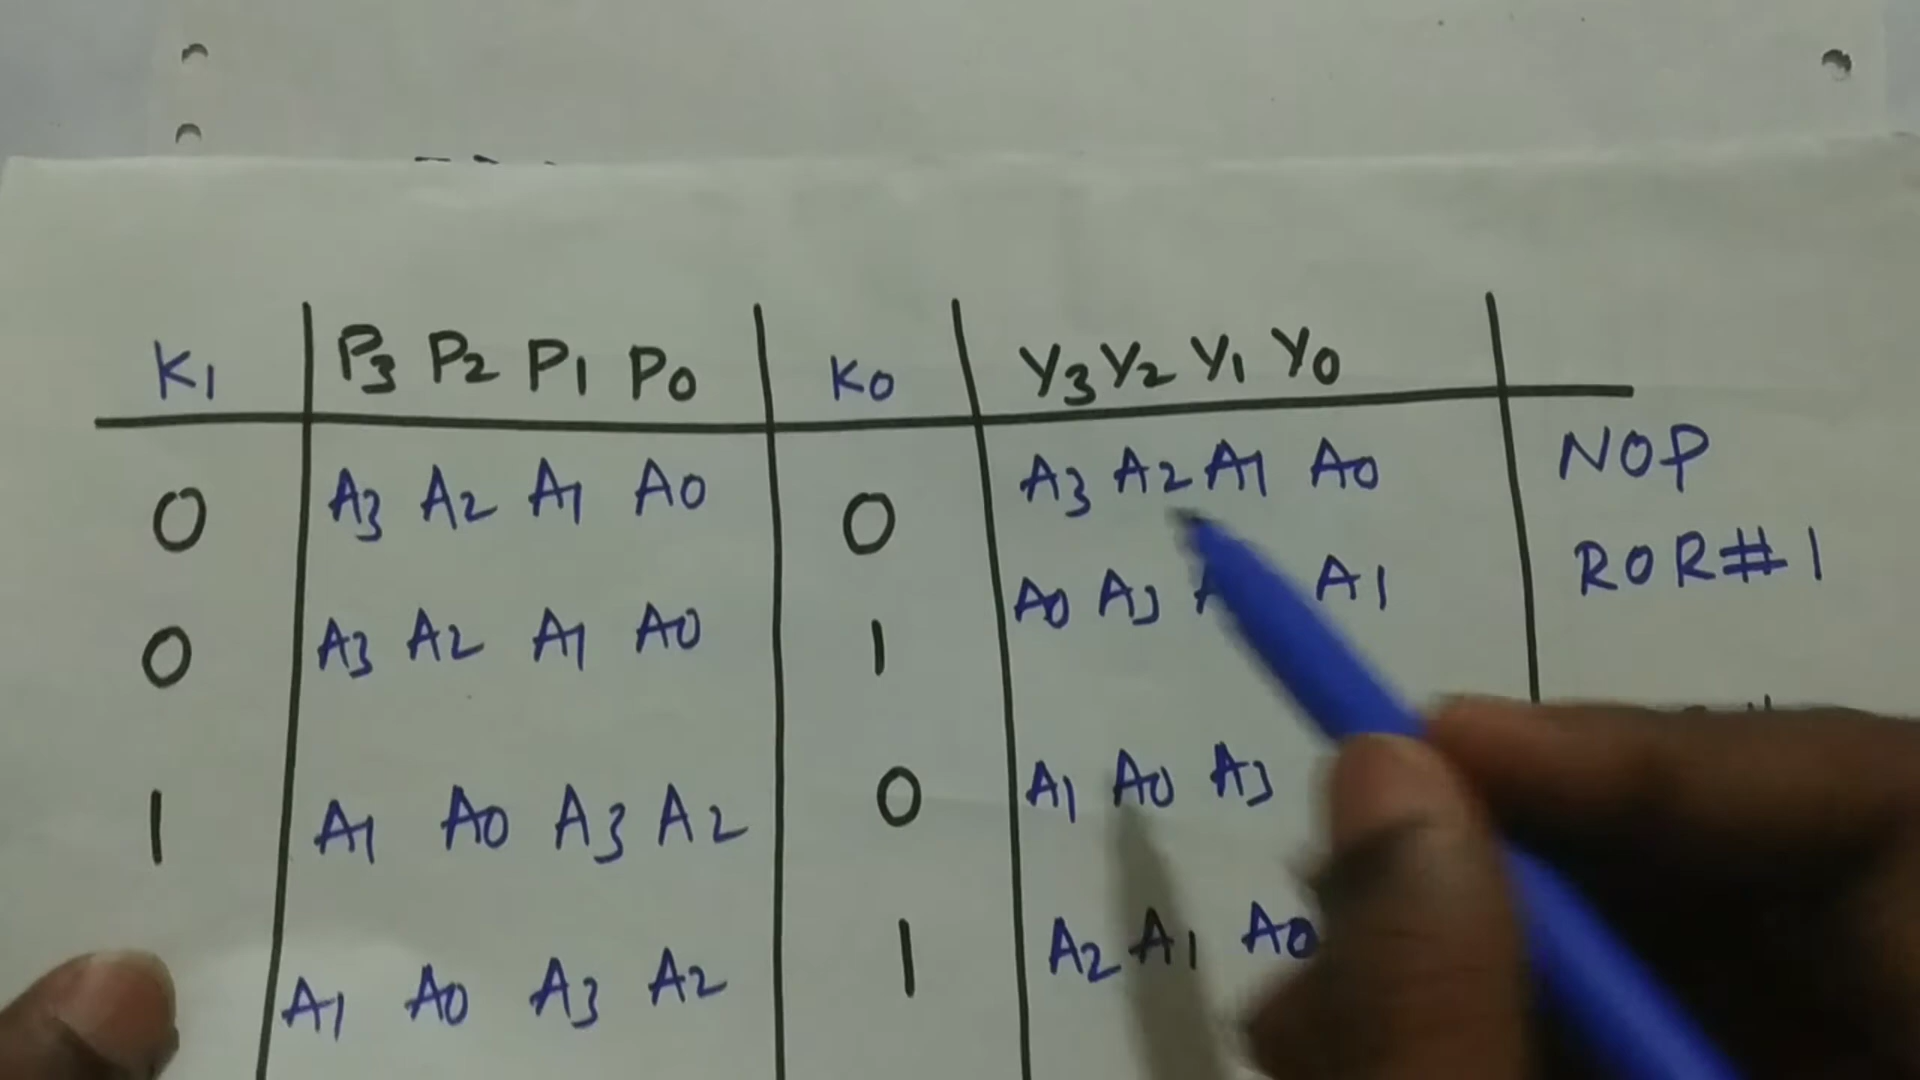 K1 P3 P2 P1 P0 K0 Y3 Y2 Y1 Y0
0 A3 A2 A1 A0 0 A3 A2 A1 A0 NOP
0 A3 A2 A1 A0 1 A0 A3 A1 ROR#1
1 A1 A0 A3 A2 0 A1 A0 A3
A1 A0 A3 A2 1 A2 A1 A0